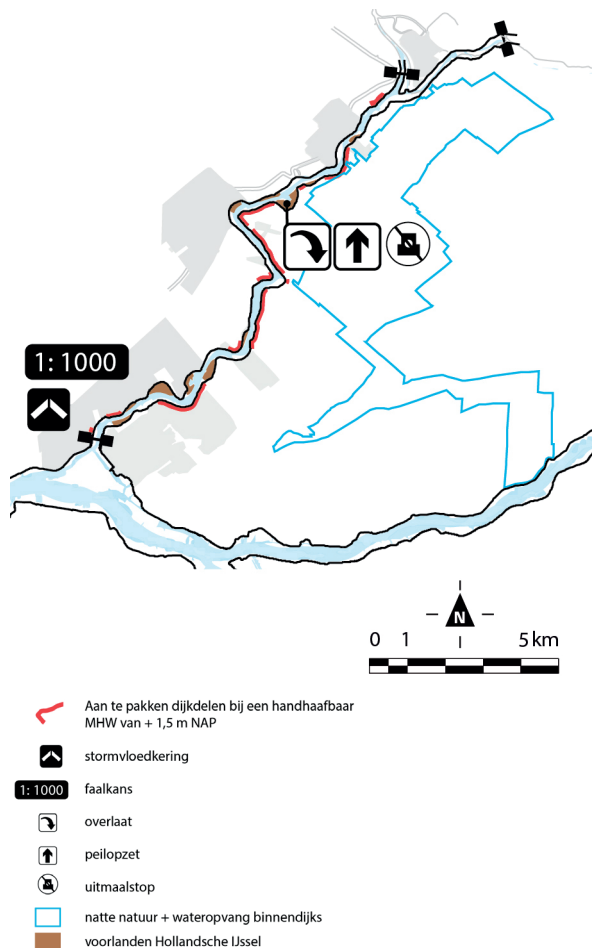 1: 1000
N
0 1 5 km
Aan te pakken dijkdelen bij een handhaafbaar
MHW van + 1,5 m NAP
stormvloedkering
1: 1000 faalkans
overlaat
peilopzet
uitmaalstop
natte natuur + wateropvang binnendijks
voorlanden Hollandsche IJssel